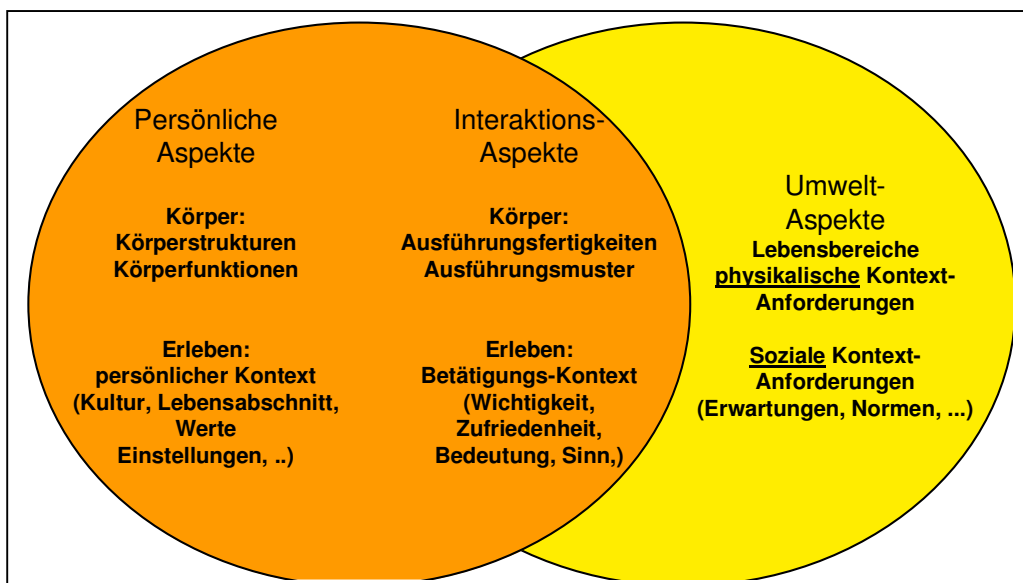 Persönliche
Aspekte
Körper:
Körperstrukturen
Körperfunktionen
Erleben:
persönlicher Kontext
(Kultur, Lebensabschnitt,
Werte
Einstellungen, ..)
Interaktions-
Aspekte
Körper:
Ausführungsfertigkeiten
Ausführungsmuster
Erleben:
Betätigungs-Kontext
(Wichtigkeit,
Zufriedenheit,
Bedeutung, Sinn,)
Umwelt-
Aspekte
Lebensbereiche
physikalische Kontext-
Anforderungen
Soziale Kontext-
Anforderungen
(Erwartungen, Normen, ...)